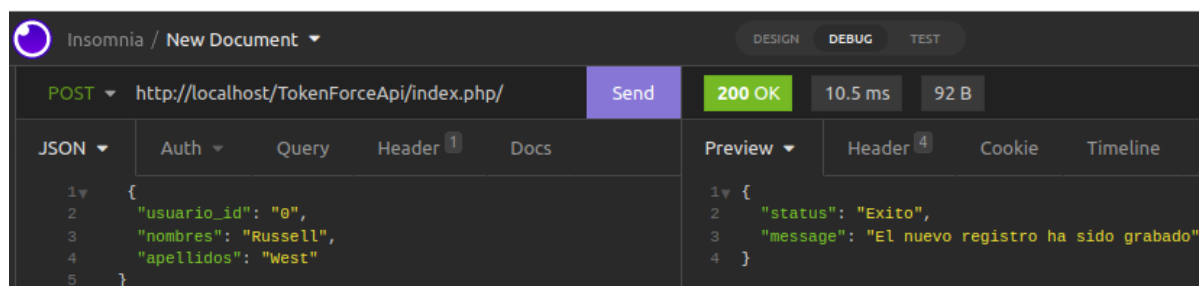 Insomnia / New Document
DESIGN DEBUG TEST
POST http://localhost/TokenForceApi/index.php/ Send 200 OK 10.5 ms 92 B
JSON Auth Query Header 1 Docs
1 {
2 "usuario_id": "0",
3 "nombres": "Russell",
4 "apellidos": "West"
5 }
Preview Header 4 Cookie Timeline
1 {
2 "status": "Exito",
3 "message": "El nuevo registro ha sido grabado"
4 }